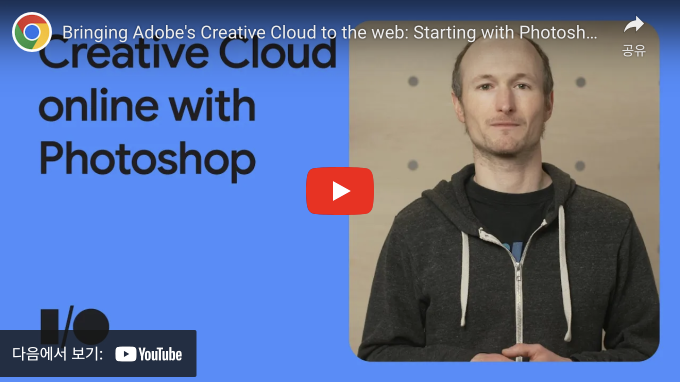 Bringing Adobe's Creative Cloud to the web: Starting with Photosh...
공유
Creative Cloud
online with
Photoshop
I/O
다음에서 보기: YouTube